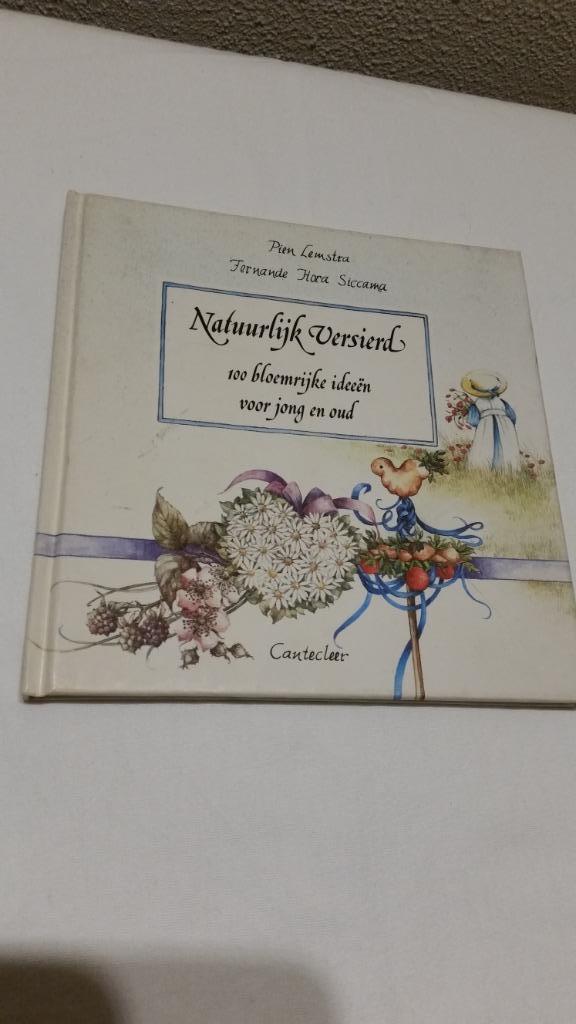 Pien Lemstra
Fernande Hora Siccama
Natuurlijk Versierd
100 bloemrijke ideeën
voor jong en oud
Cantecleer